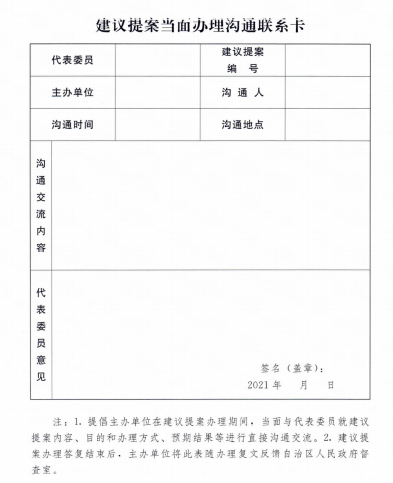 建议提案当面办理沟通联系卡
代表委员
建议提案
编 号
主办单位
沟 通 人
沟通时间
沟通地点
沟通交流内容
代表委员意见
签名（盖章）：
2021年 月 日
注：1. 提倡主办单位在建议提案办理期间，当面与代表委员就建议
提案内容、目的和办理方式、预期结果等进行直接沟通交流。2. 建议提
案办理答复结束后，主办单位将此表随办理复文反馈自治区人民政府督
查室。